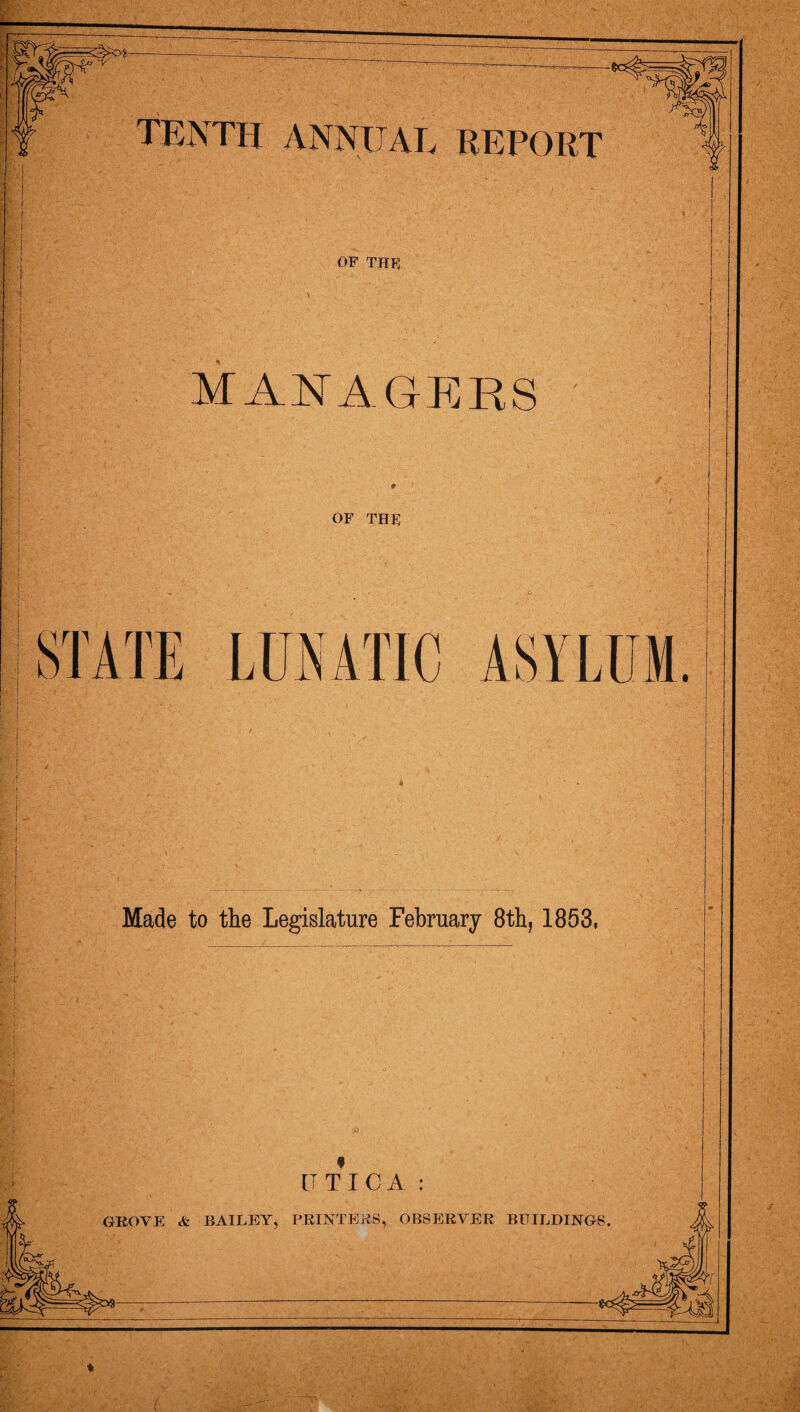 TENTH ANNUAL REPORT
OF THE
MANAGERS
OF THE
STATE LUNATIC ASYLUM.
Made to the Legislature February 8th, 1853,
UTICA :
GROVE & BAILEY, PRINTERS, OBSERVER BUILDINGS.